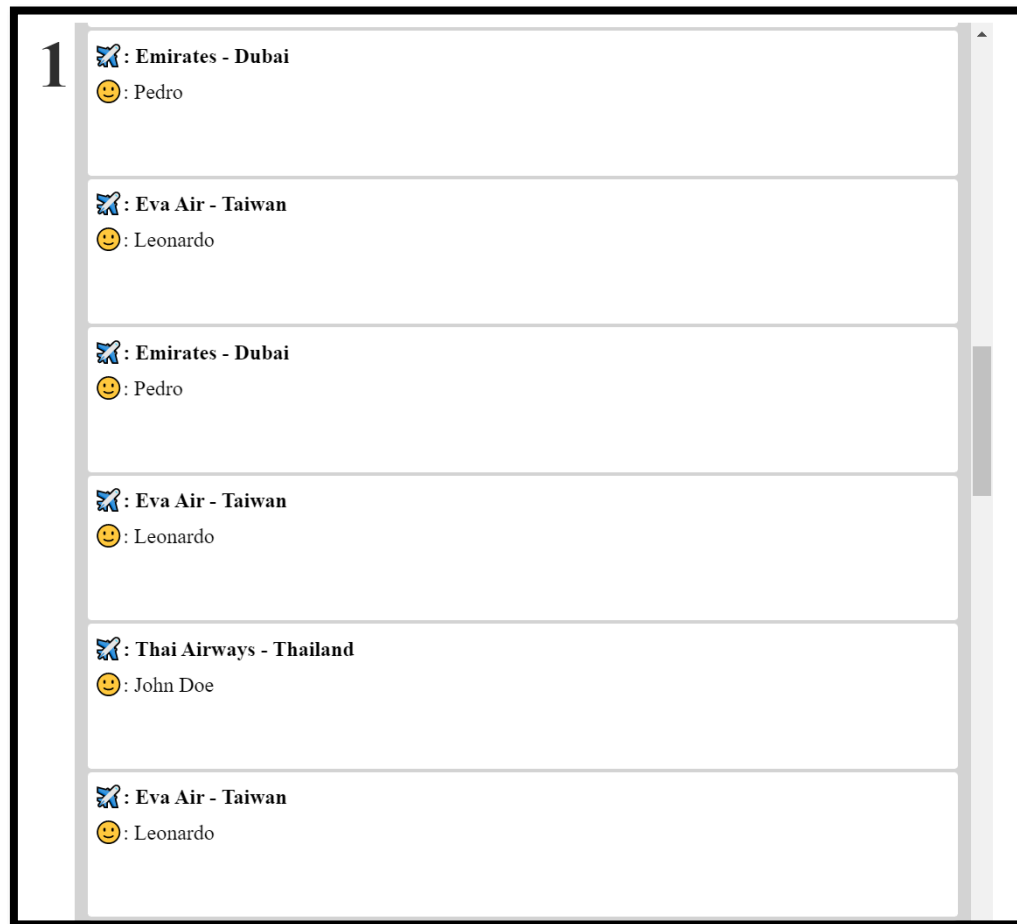 1
✈️: Emirates - Dubai
🙂: Pedro
✈️: Eva Air - Taiwan
🙂: Leonardo
✈️: Emirates - Dubai
🙂: Pedro
✈️: Eva Air - Taiwan
🙂: Leonardo
✈️: Thai Airways - Thailand
🙂: John Doe
✈️: Eva Air - Taiwan
🙂: Leonardo